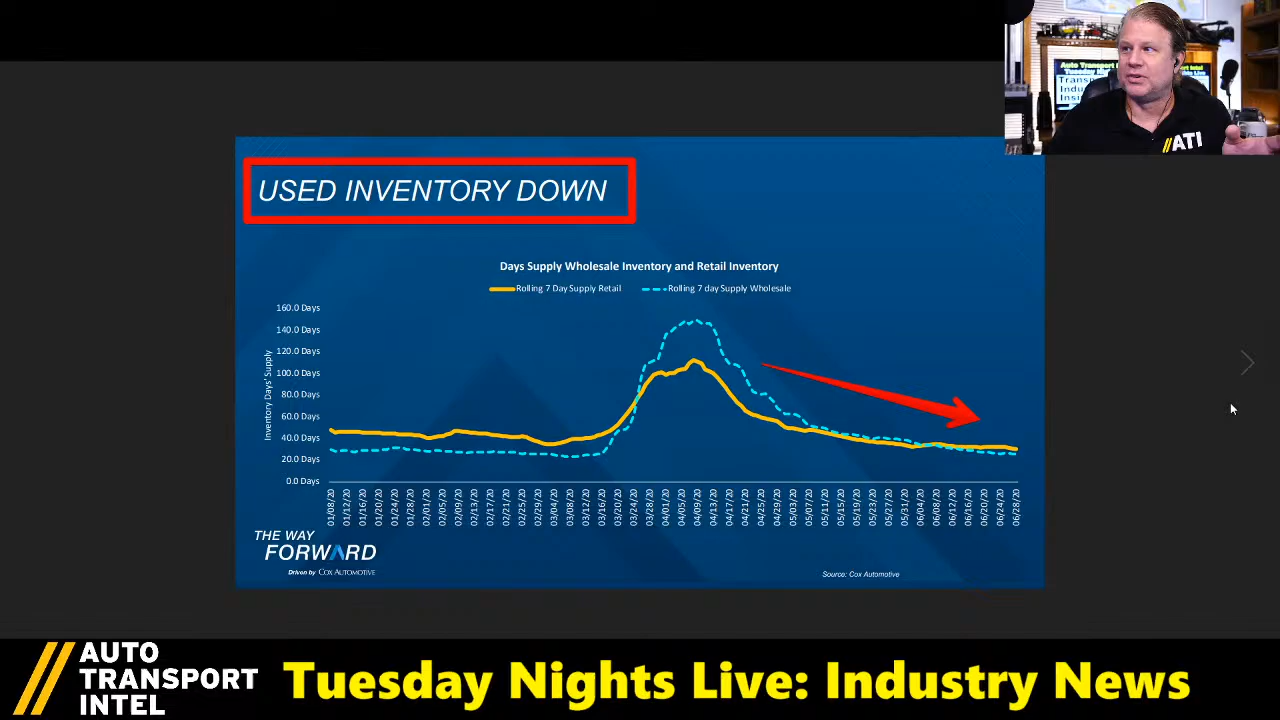 Auto Transport
Tuesday Nigh
Trans
Indu
Insi
//ATI
USED INVENTORY DOWN
Days Supply Wholesale Inventory and Retail Inventory
Rolling 7 Day Supply Retail
Rolling 7 day Supply Wholesale
160.0 Days
140.0 Days
120.0 Days
100.0 Days
80.0 Days
60.0 Days
40.0 Days
20.0 Days
0.0 Days
Inventory Days' Supply
01/08/20
01/12/20
01/16/20
01/20/20
01/24/20
01/28/20
02/01/20
02/05/20
02/09/20
02/13/20
02/17/20
02/21/20
02/25/20
02/29/20
03/04/20
03/08/20
03/12/20
03/16/20
03/20/20
03/24/20
03/28/20
04/01/20
04/05/20
04/09/20
04/13/20
04/17/20
04/21/20
04/25/20
04/29/20
05/03/20
05/07/20
05/11/20
05/15/20
05/19/20
05/23/20
05/27/20
05/31/20
06/04/20
06/08/20
06/12/20
06/16/20
06/20/20
06/24/20
06/28/20
THE WAY
FORWARD
Driven by COX AUTOMOTIVE
Source: Cox Automotive
AUTO
TRANSPORT
INTEL
Tuesday Nights Live: Industry News